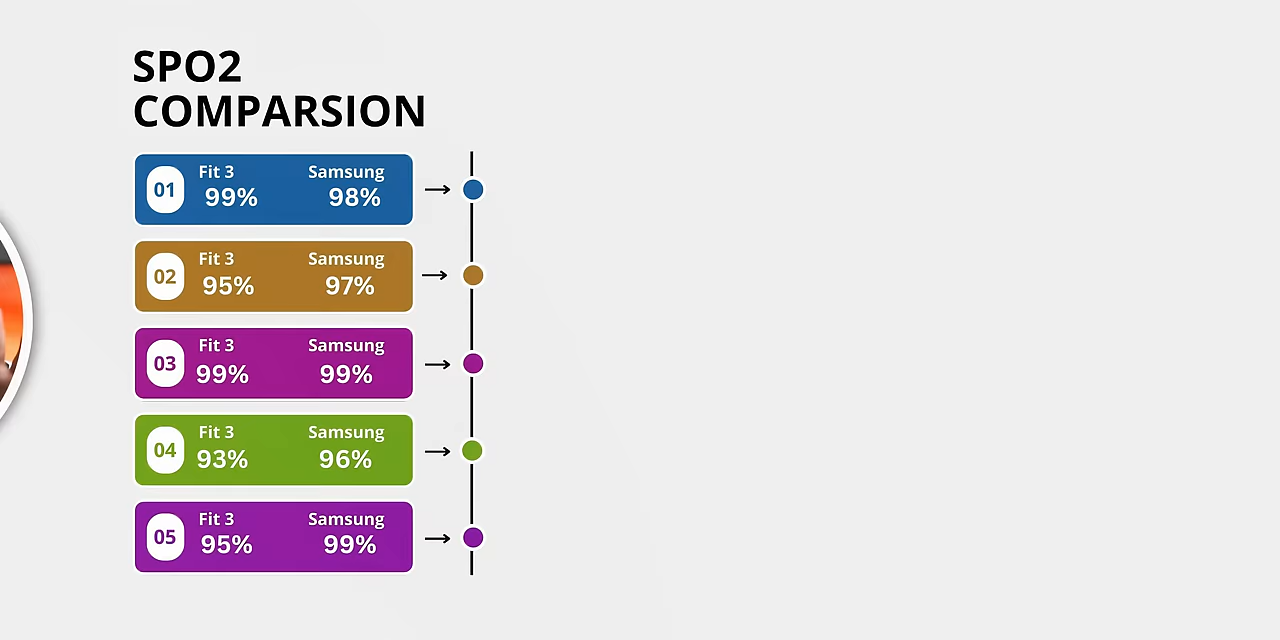 SPO2
COMPARSION
01 Fit 3 Samsung
99% 98%
02 Fit 3 Samsung
95% 97%
03 Fit 3 Samsung
99% 99%
04 Fit 3 Samsung
93% 96%
05 Fit 3 Samsung
95% 99%